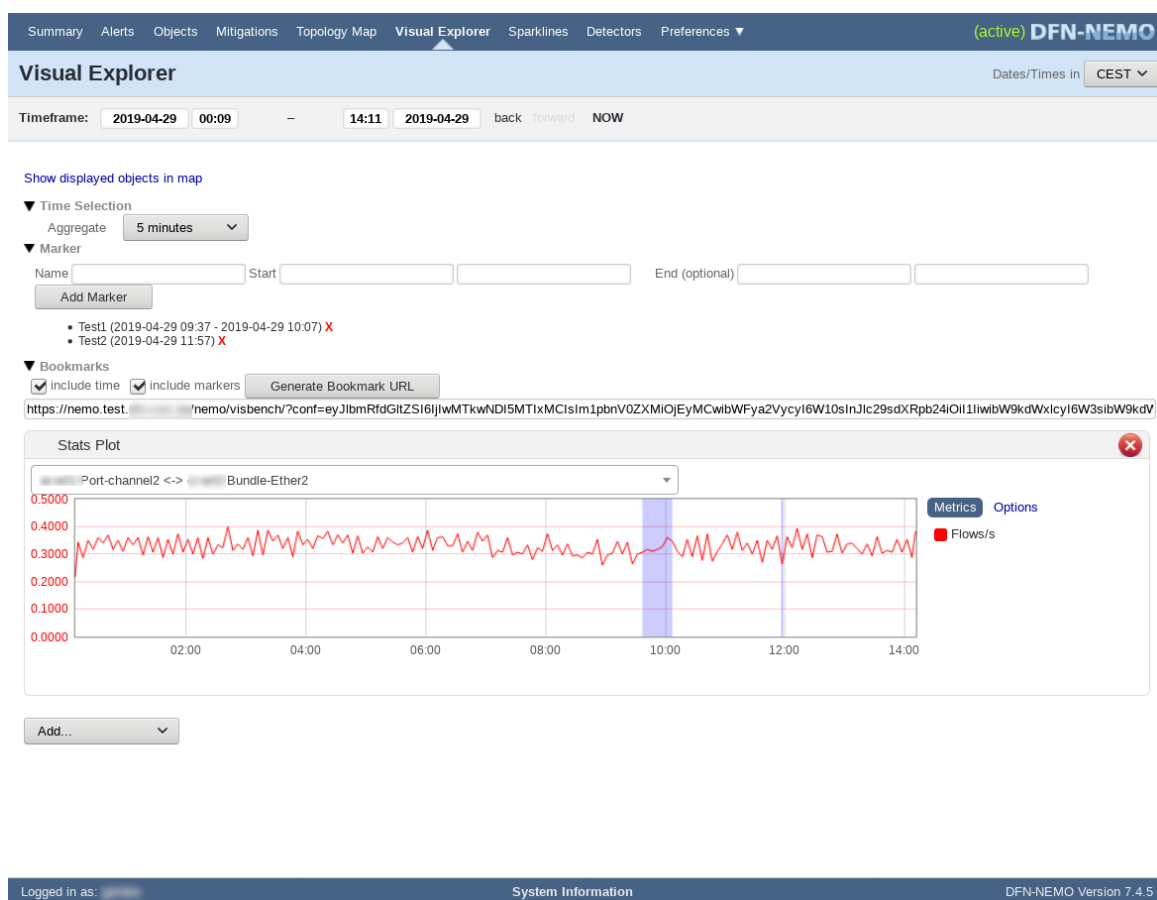 Summary Alerts Objects Mitigations Topology Map Visual Explorer Sparklines Detectors Preferences ▼ (active) DFN-NEMO
Visual Explorer Dates/Times in CEST
Timeframe: 2019-04-29 00:09 – 14:11 2019-04-29 back forward NOW
Show displayed objects in map
▼ Time Selection
Aggregate 5 minutes
▼ Marker
Name Start End (optional)
Add Marker
• Test1 (2019-04-29 09:37 - 2019-04-29 10:07) X
• Test2 (2019-04-29 11:57) X
▼ Bookmarks
include time include markers Generate Bookmark URL
https://nemo.test. /nemo/visbench/?conf=
Stats Plot
Port-channel2 <-> Bundle-Ether2
Metrics Options
Flows/s
0.5000
0.4000
0.3000
0.2000
0.1000
0.0000
02:00 04:00 06:00 08:00 10:00 12:00 14:00
Add...
Logged in as: System Information DFN-NEMO Version 7.4.5